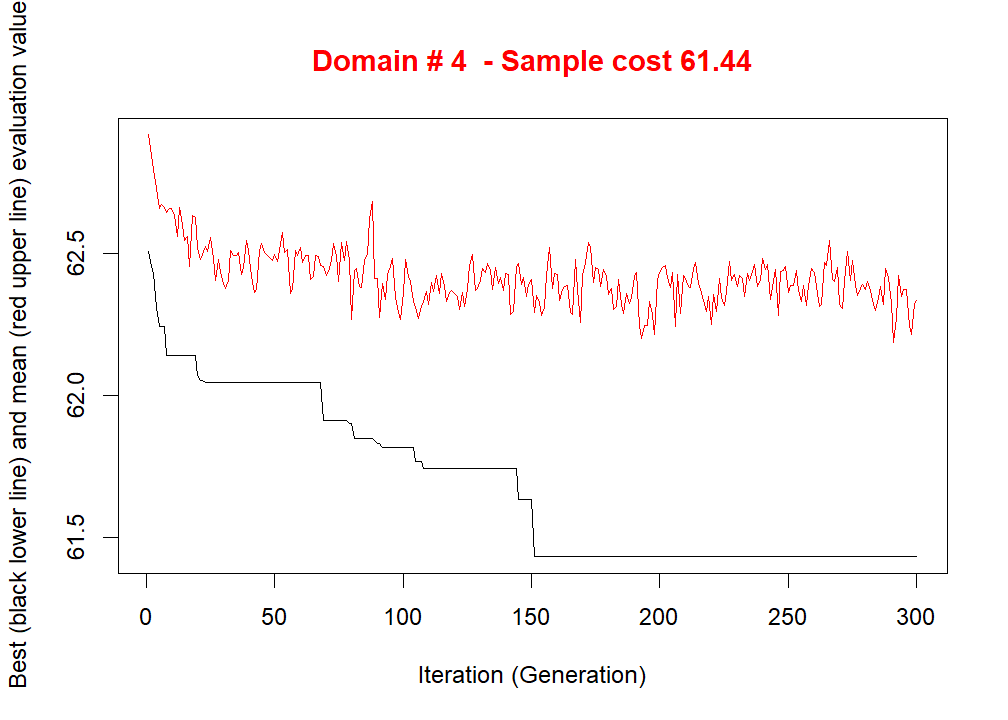 Domain # 4  - Sample cost 61.44
Best (black lower line) and mean (red upper line) evaluation value
62.5
62.0
61.5
0 50 100 150 200 250 300
Iteration (Generation)